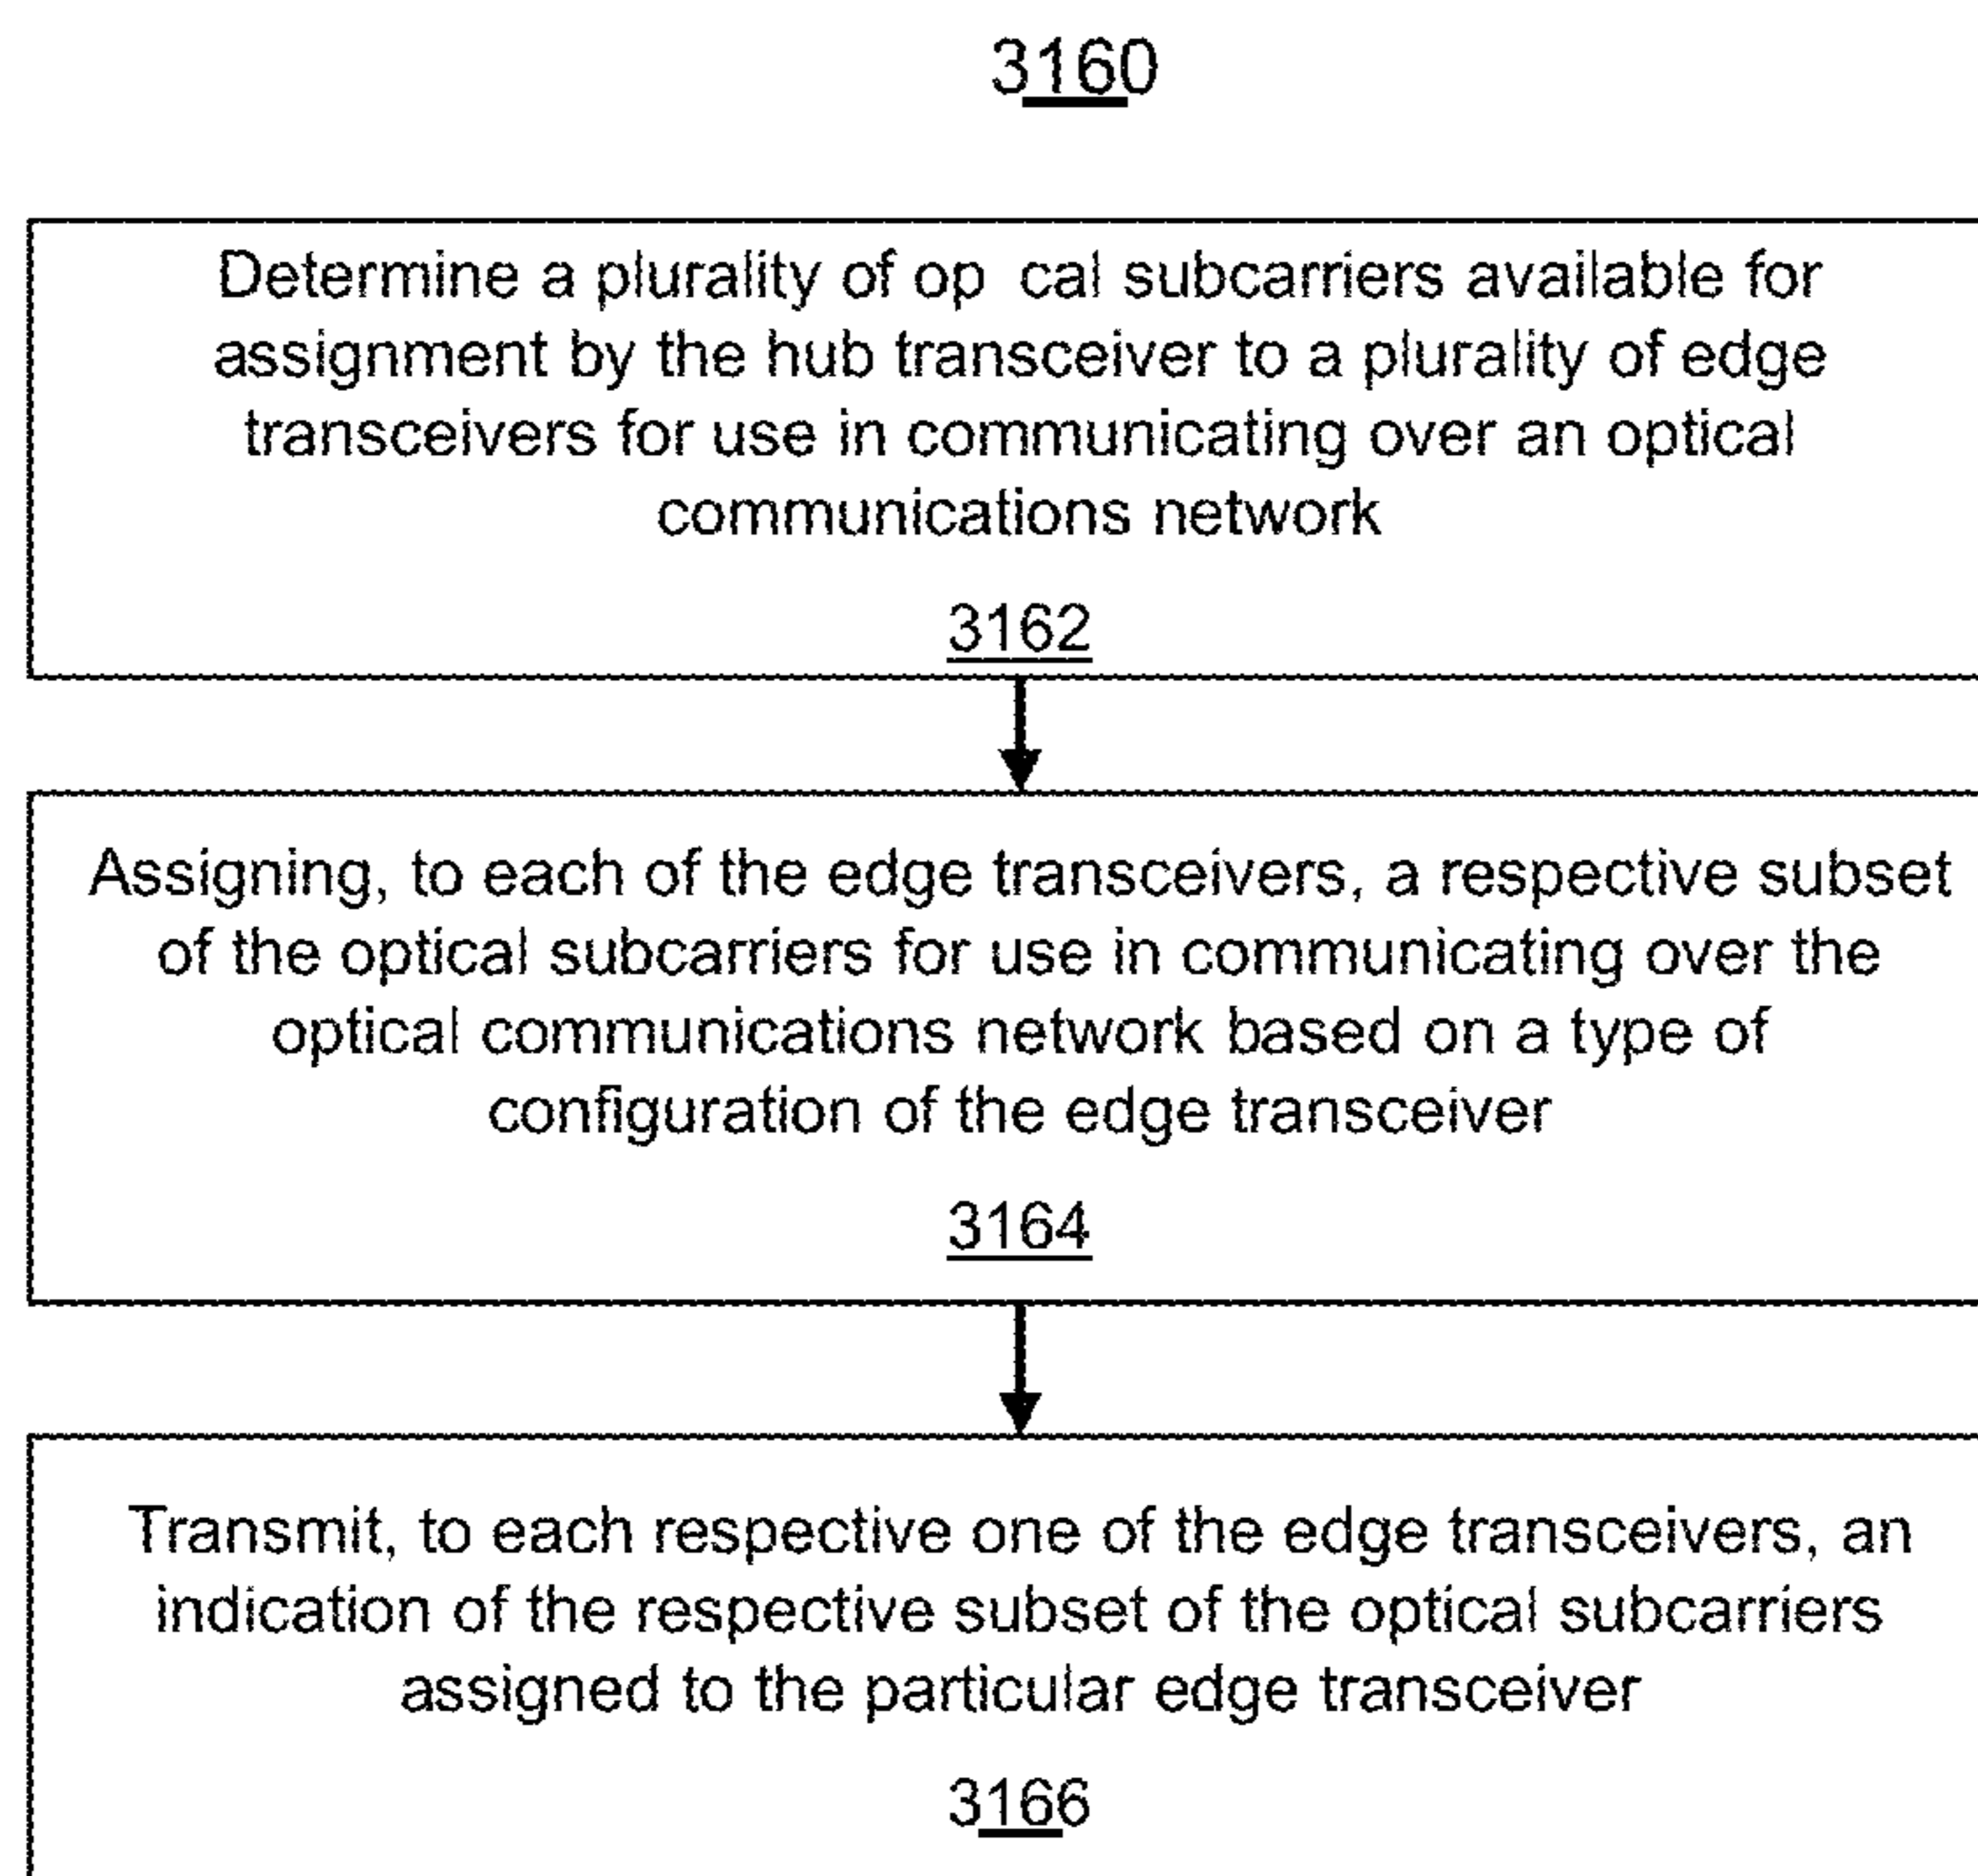 3160
Determine a plurality of op cal subcarriers available for
assignment by the hub transceiver to a plurality of edge
transceivers for use in communicating over an optical
communications network
3162
Assigning, to each of the edge transceivers, a respective subset
of the optical subcarriers for use in communicating over the
optical communications network based on a type of
configuration of the edge transceiver
3164
Transmit, to each respective one of the edge transceivers, an
indication of the respective subset of the optical subcarriers
assigned to the particular edge transceiver
3166